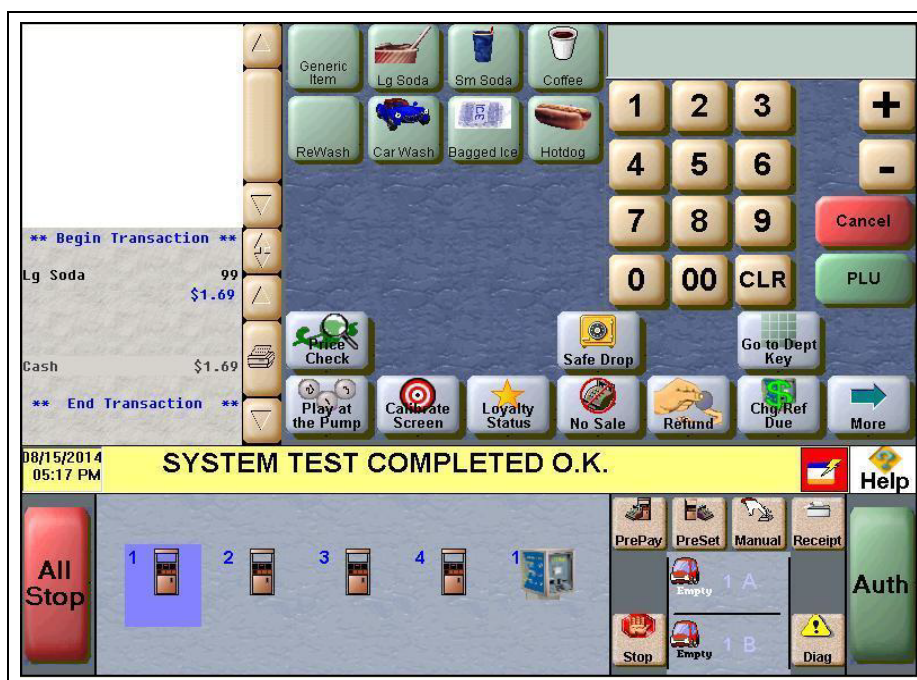 Generic
Item
Lg Soda
Sm Soda
Coffee
ReWash
Car Wash
Bagged Ice
Hotdog
1 2 3 +
4 5 6 -
7 8 9 Cancel
0 00 CLR PLU
** Begin Transaction **
Lg Soda 99
$1.69
Cash $1.69
** End Transaction **
Price
Check
Safe Drop
Go to Dept
Key
Play at
the Pump
Calibrate
Screen
Loyalty
Status
No Sale
Refund
Chg/Ref
Due
More
08/15/2014
05:17 PM
SYSTEM TEST COMPLETED O.K.
Help
All
Stop
1 2 3 4 1
PrePay
PreSet
Manual
Receipt
Empty 1 A
Empty 1 B
Stop
Diag
Auth